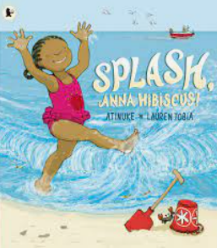 SPLASH,
ANNA HIBISCUS!
ATINUKE * LAUREN TOBIA